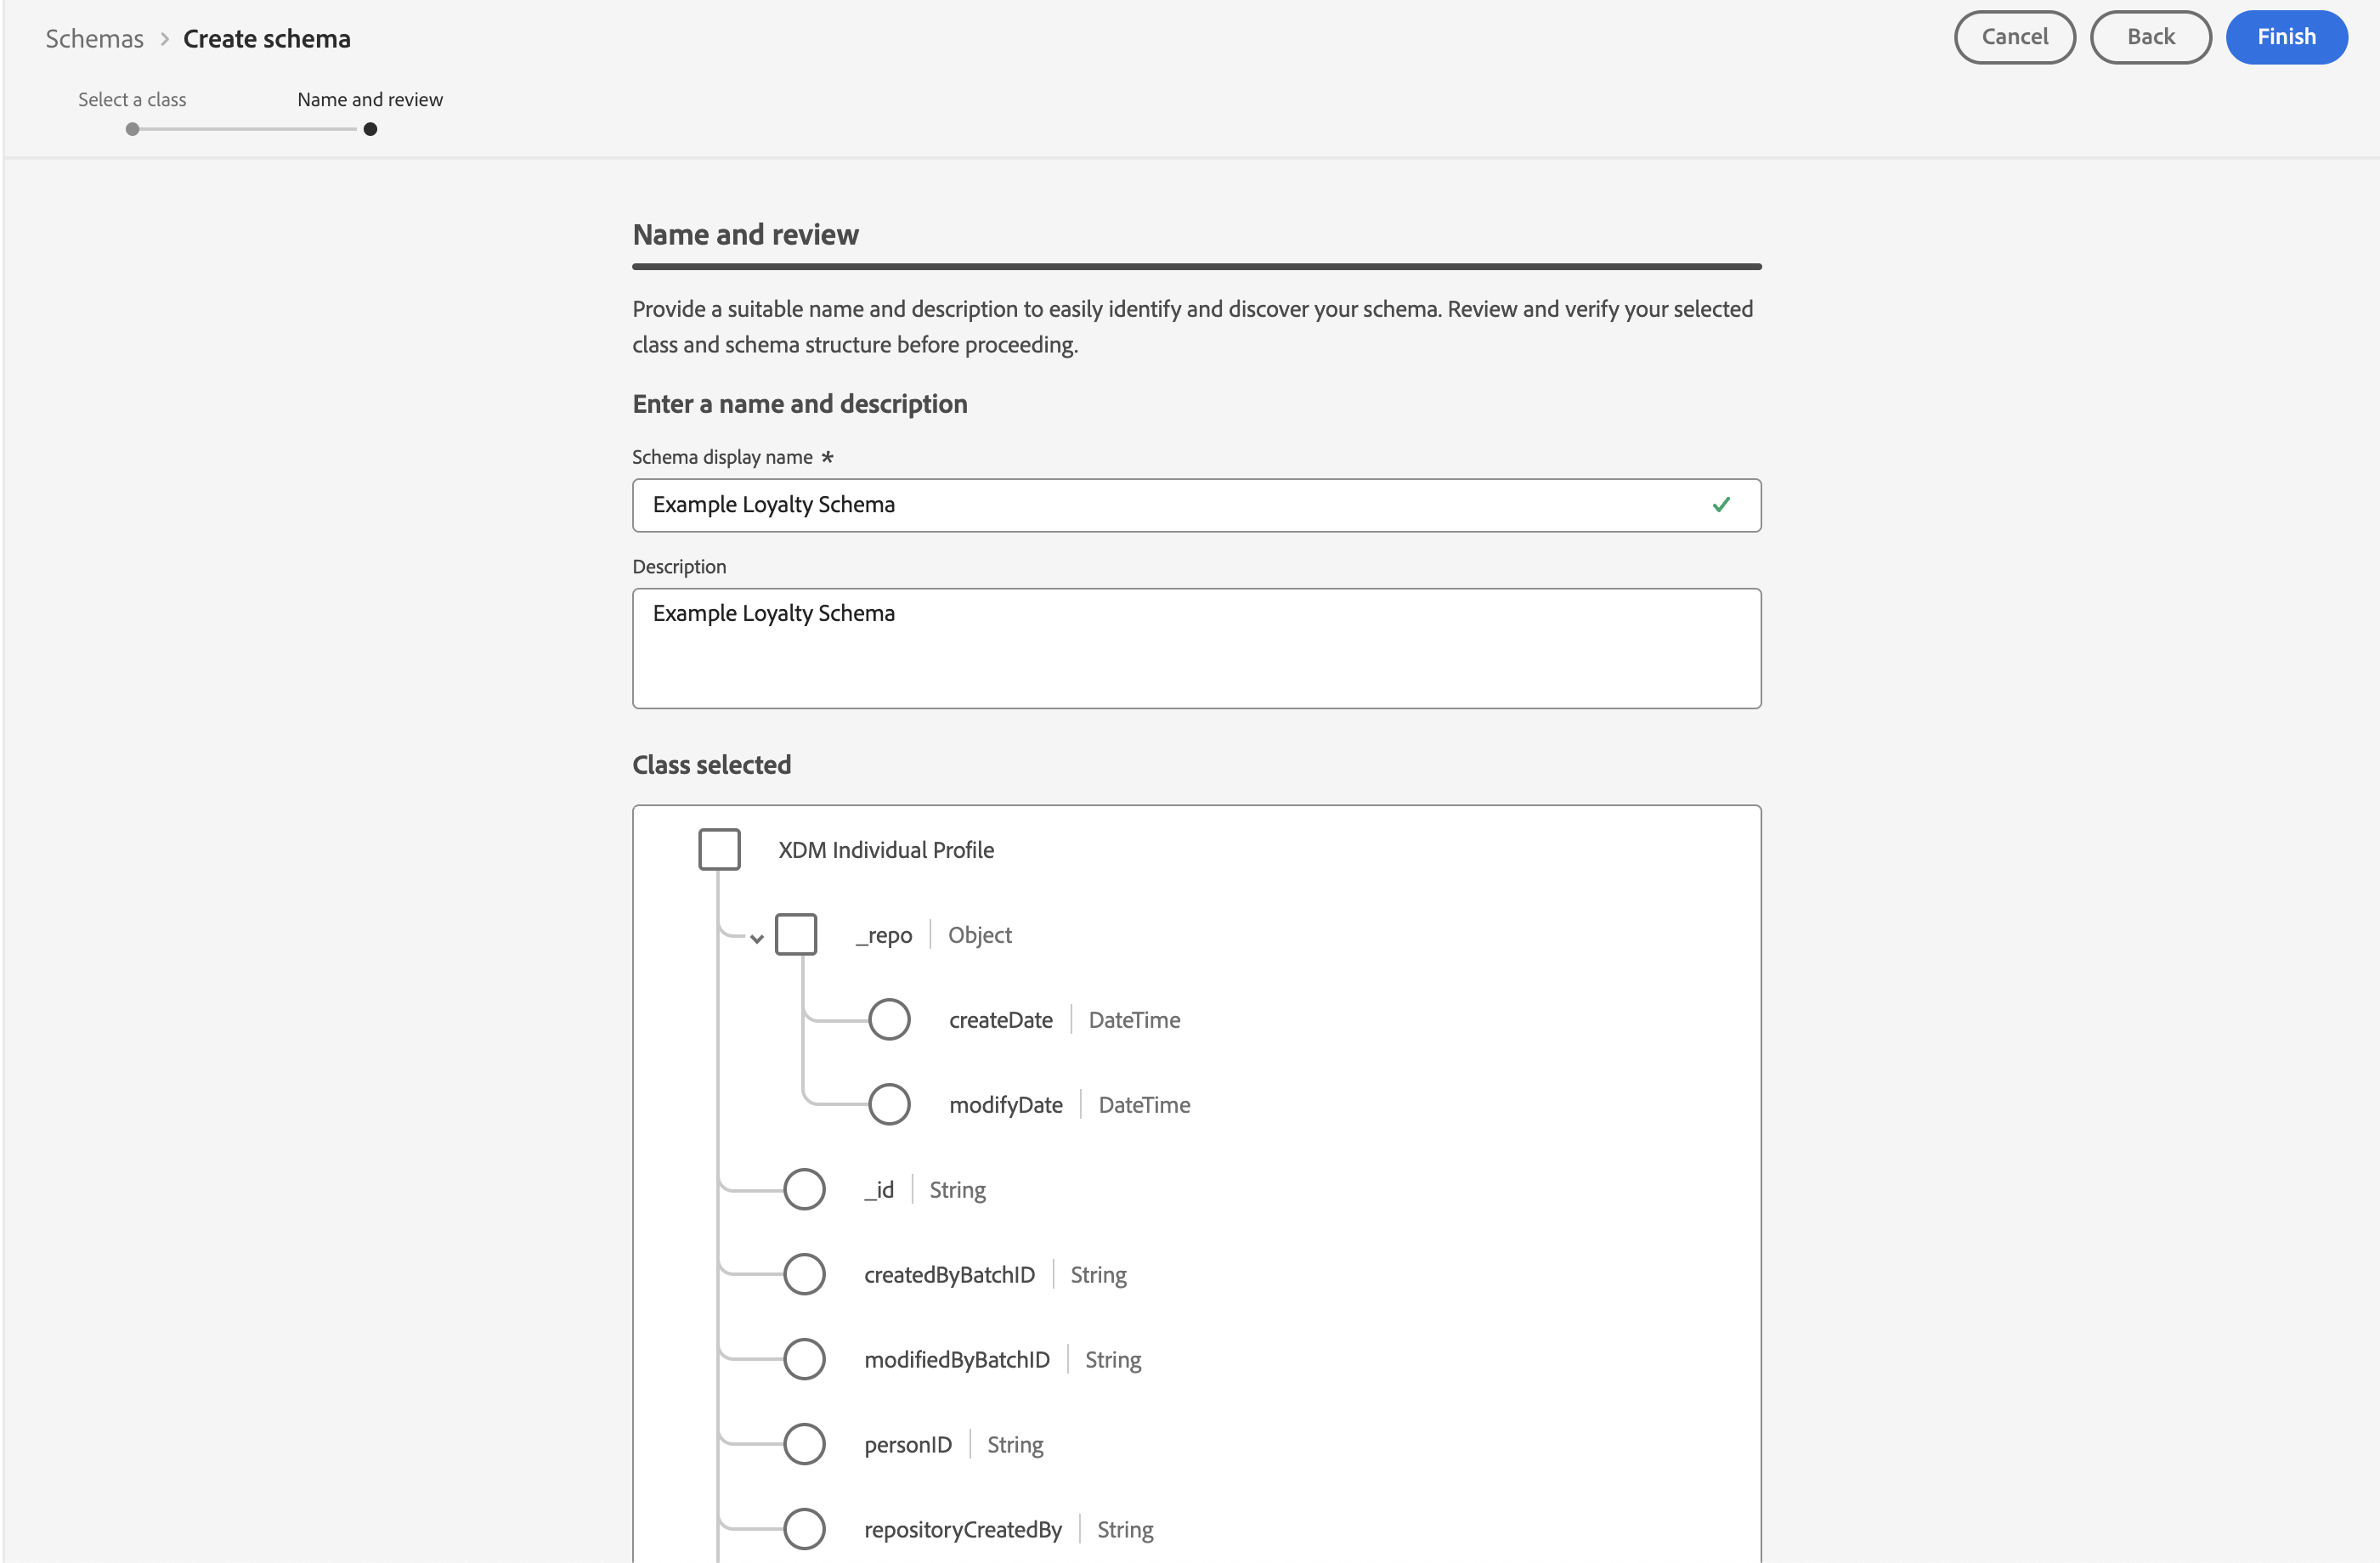 Schemas > Create schema
Cancel
Back
Finish
Select a class
Name and review
Name and review
Provide a suitable name and description to easily identify and discover your schema. Review and verify your selected
class and schema structure before proceeding.
Enter a name and description
Schema display name *
Example Loyalty Schema
Description
Example Loyalty Schema
Class selected
XDM Individual Profile
_repo | Object
createDate | DateTime
modifyDate | DateTime
_id | String
createdByBatchID | String
modifiedByBatchID | String
personID | String
repositoryCreatedBy | String